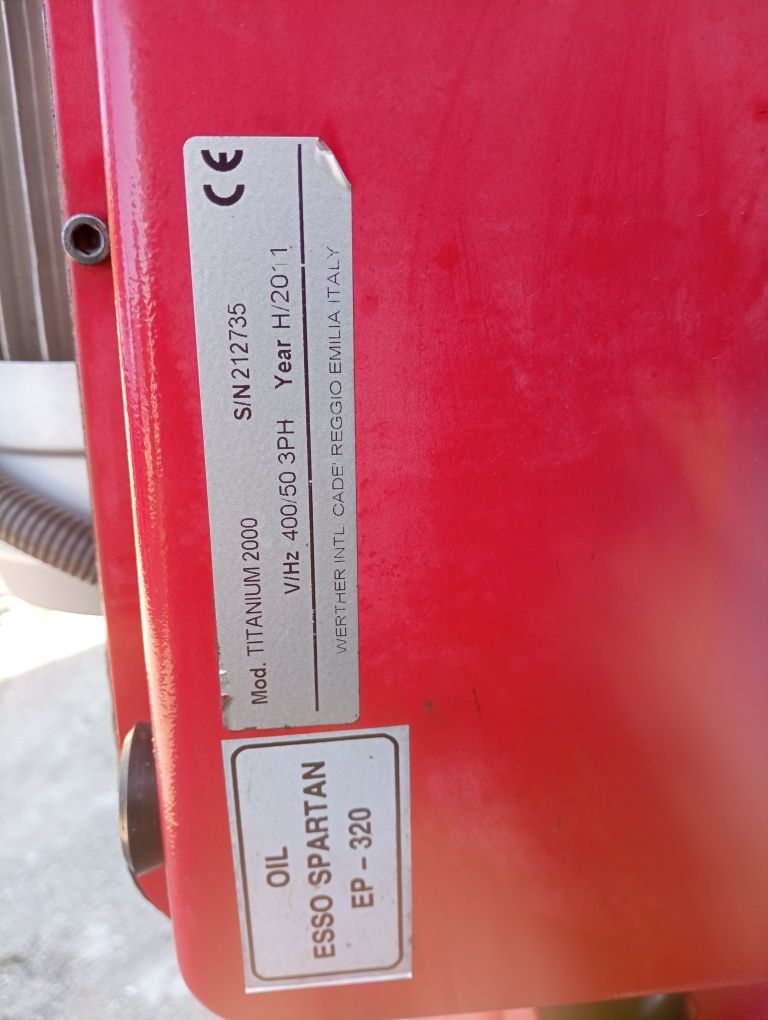 CE
Mod. TITANIUM 2000 S/N 212735
V/Hz 400/50 3PH Year H/2011
WERTHER INTL CADE' REGGIO EMILIA ITALY
OIL
ESSO SPARTAN
EP - 320